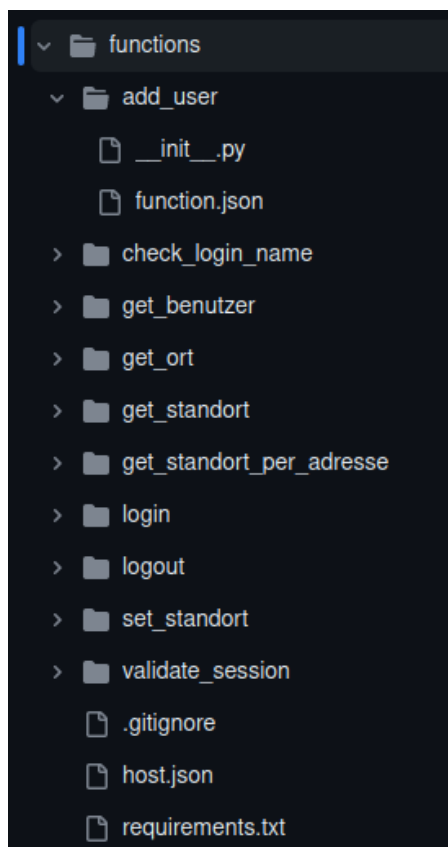 functions
add_user
__init__.py
function.json
check_login_name
get_benutzer
get_ort
get_standort
get_standort_per_adresse
login
logout
set_standort
validate_session
.gitignore
host.json
requirements.txt